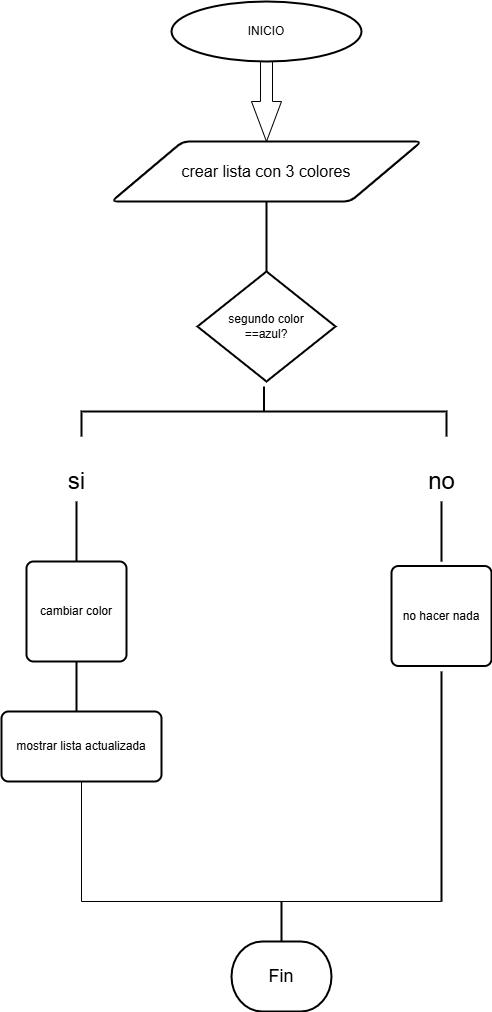 INICIO
crear lista con 3 colores
segundo color
==azul?
si
no
cambiar color
no hacer nada
mostrar lista actualizada
Fin